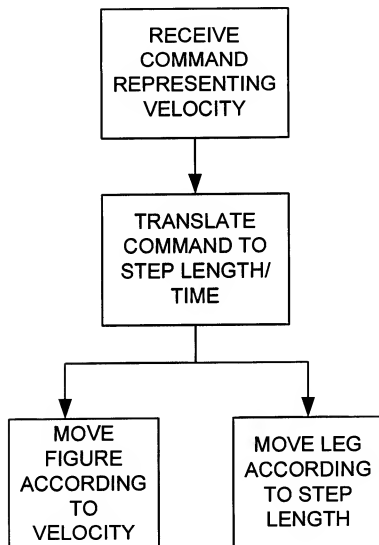 RECEIVE
COMMAND
REPRESENTING
VELOCITY
TRANSLATE
COMMAND TO
STEP LENGTH/
TIME
MOVE
FIGURE
ACCORDING
TO
VELOCITY
MOVE LEG
ACCORDING
TO STEP
LENGTH